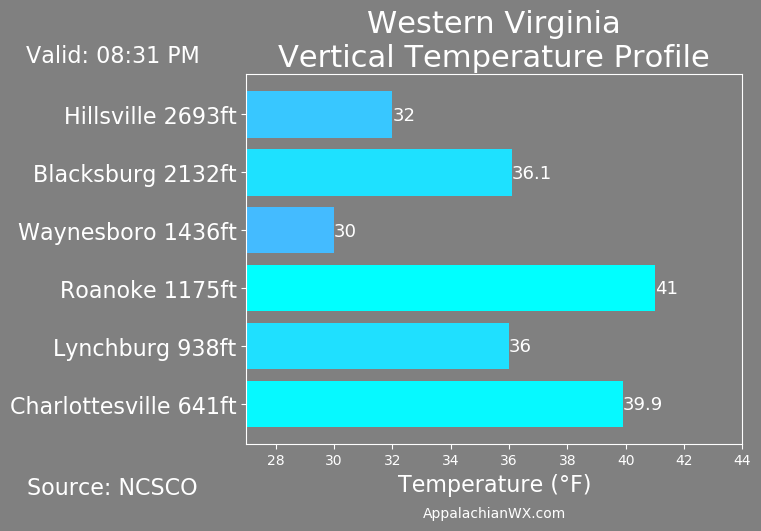 Western Virginia
Vertical Temperature Profile
Valid: 08:31 PM
Hillsville 2693ft
32
Blacksburg 2132ft
36.1
Waynesboro 1436ft
30
Roanoke 1175ft
41
Lynchburg 938ft
36
Charlottesville 641ft
39.9
28 30 32 34 36 38 40 42 44
Temperature (°F)
Source: NCSCO
AppalachianWX.com